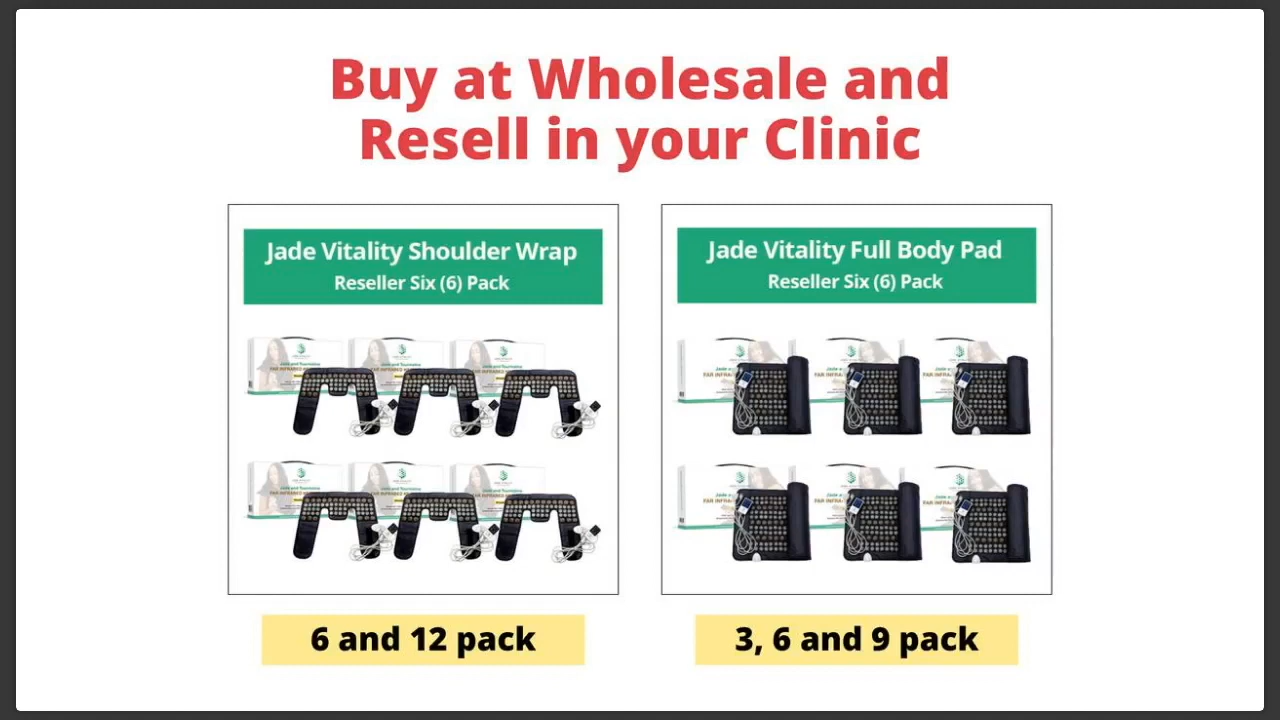 Buy at Wholesale and
Resell in your Clinic
Jade Vitality Shoulder Wrap
Reseller Six (6) Pack
Jade Vitality Full Body Pad
Reseller Six (6) Pack
6 and 12 pack
3, 6 and 9 pack